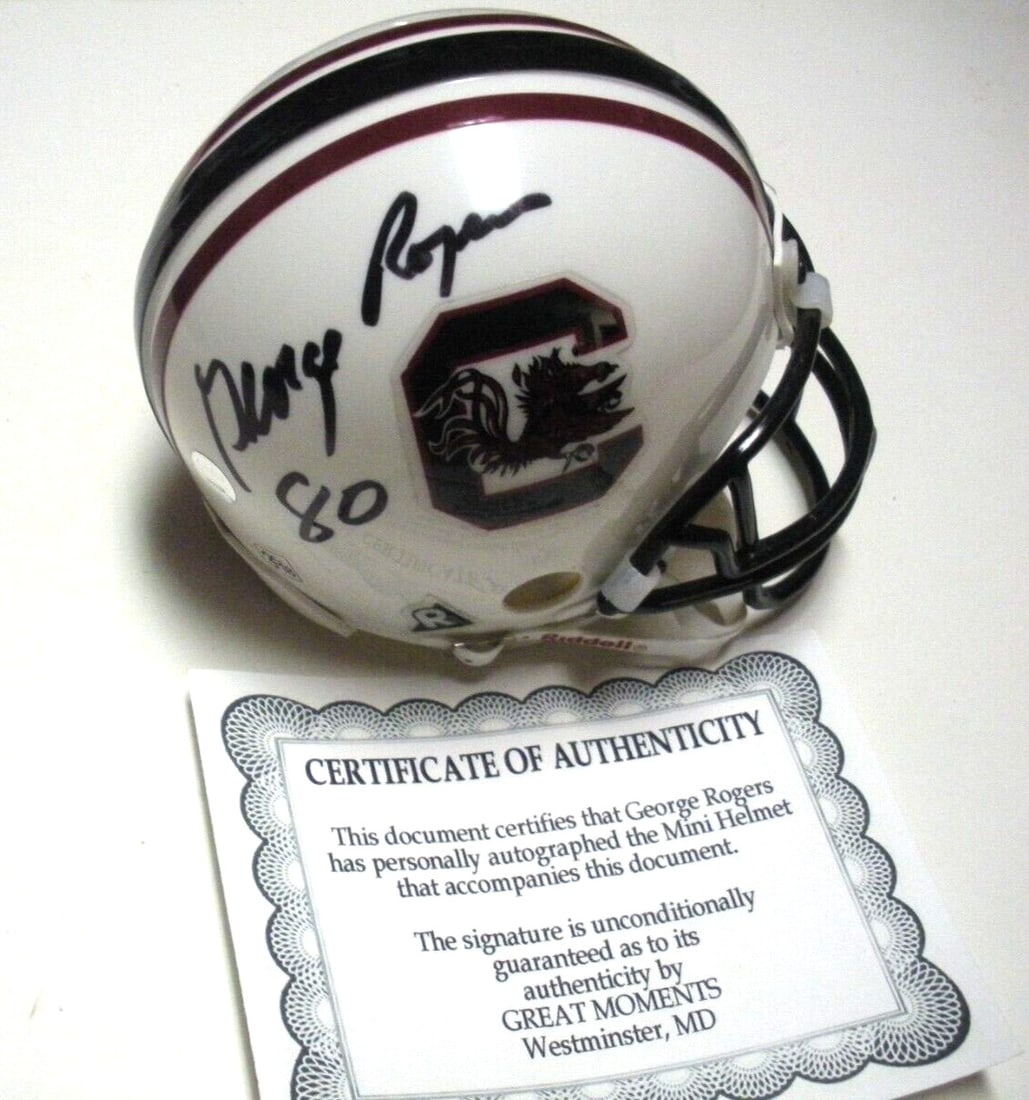 Rogers
George
80
C
R
Riddell®
CERTIFICATE OF AUTHENTICITY
This document certifies that George Rogers
has personally autographed the Mini Helmet
that accompanies this document.
The signature is unconditionally
guaranteed as to its
authenticity by
GREAT MOMENTS
Westminster, MD